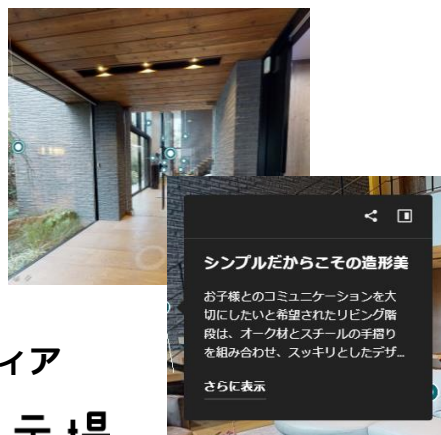 シンプルだからこその造形美
お子様とのコミュニケーションを大
切にしたいと希望されたリビング階
段は、オーク材とスチールの手摺り
を組み合わせ、スッキリとしたデザ...
さらに表示
ィア